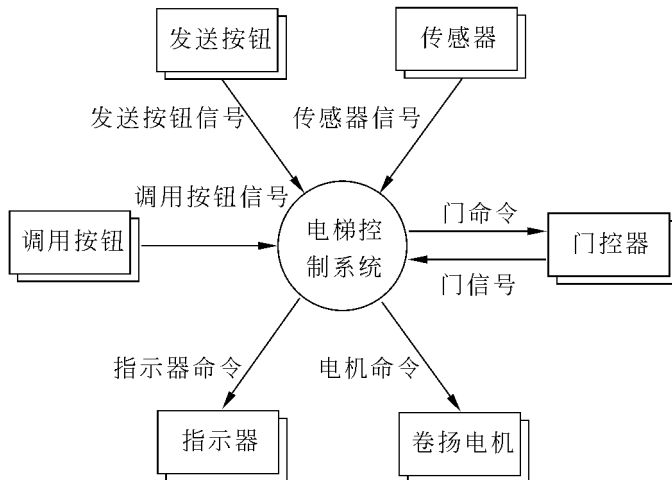 发送按钮
传感器
发送按钮信号
传感器信号
调用按钮信号
调用按钮
电梯控
制系统
门命令
门控器
门信号
指示器命令
电机命令
指示器
卷扬电机